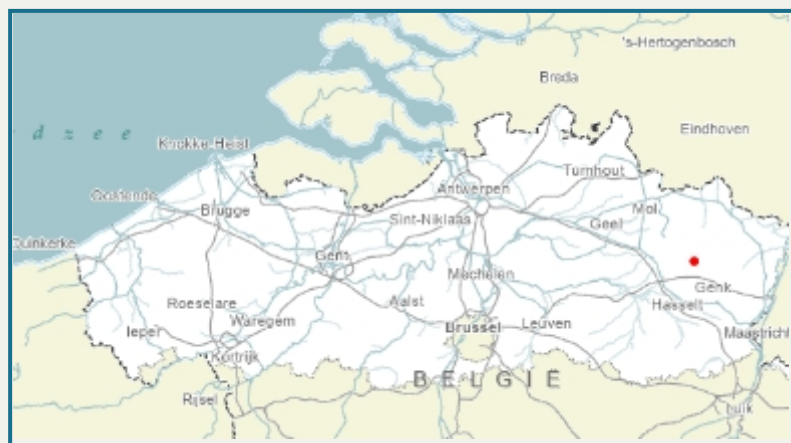 's-Hertogenbosch
Breda
d z e e
Eindhoven
Knokke-Heist
Turnhout
Antwerpen
Oostende
Mol
Brugge
Sint-Niklaas
Geel
Duinkerke
Gent
Mechelen
Genk
Roeselare
Aalst
Hasselt
Waregem
Ieper
Brussel
Leuven
Maastricht
Kortrijk
BELGIË
Rijsel
Luik